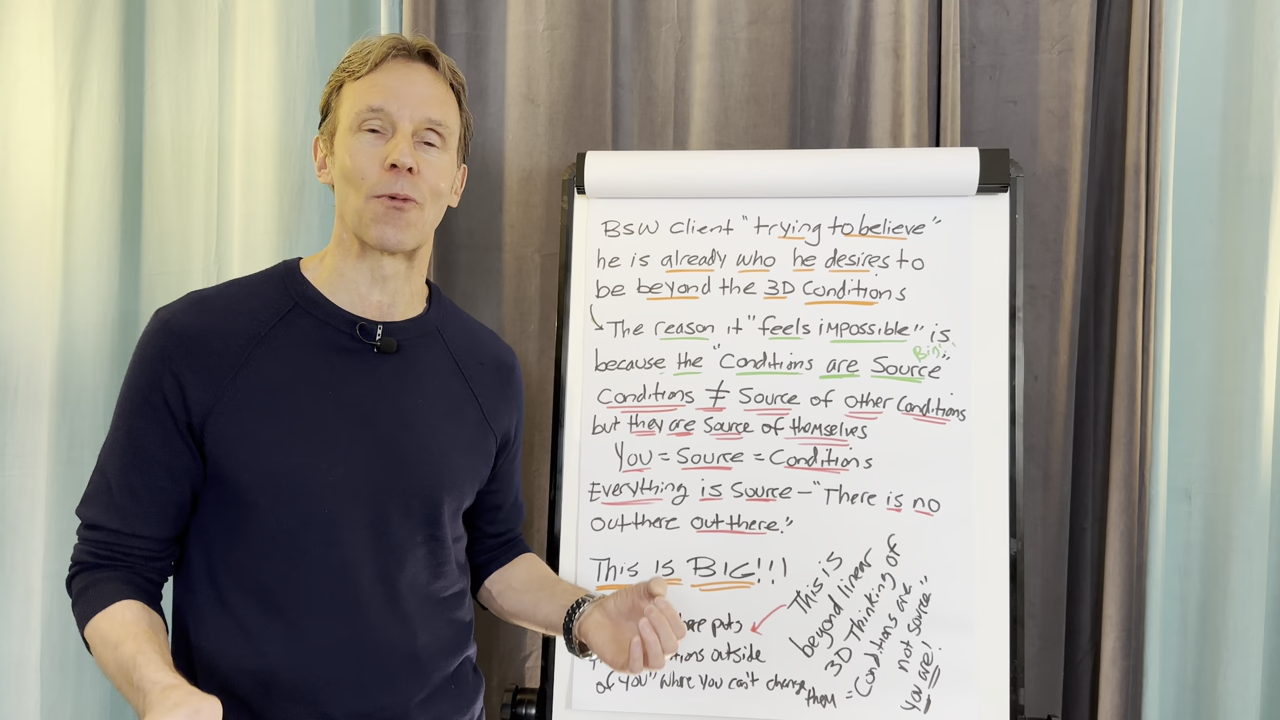 BSW client "trying to believe"
he is already who he desires to
be beyond the 3D Conditions
The reason it "feels impossible" is
because the "Conditions are Source"
Big!!
Conditions ≠ Source of other Conditions
but they are Source of themselves
You = Source = Conditions
Everything is Source – "There is no
out there out there."
This is BIG!!!
puts
outside
of you" where you can't change
them
This is
beyond linear
3D Thinking of
"Conditions are
not source"
you are!